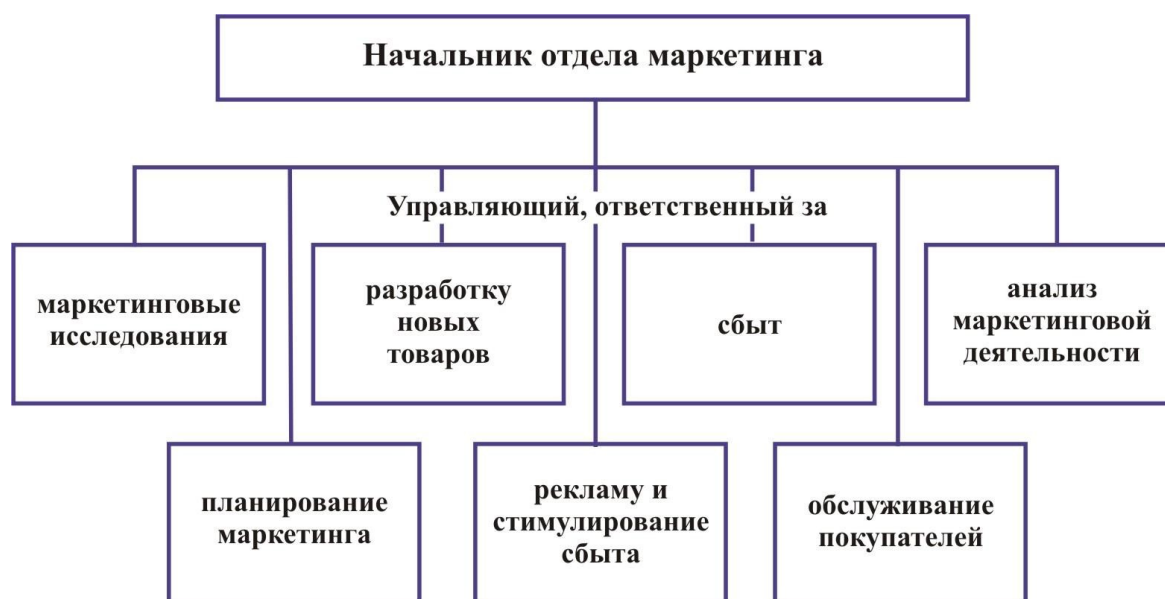 Начальник отдела маркетинга
Управляющий, ответственный за
маркетинговые
исследования
разработку
новых
товаров
сбыт
анализ
маркетинговой
деятельности
планирование
маркетинга
рекламу и
стимулирование
сбыта
обслуживание
покупателей